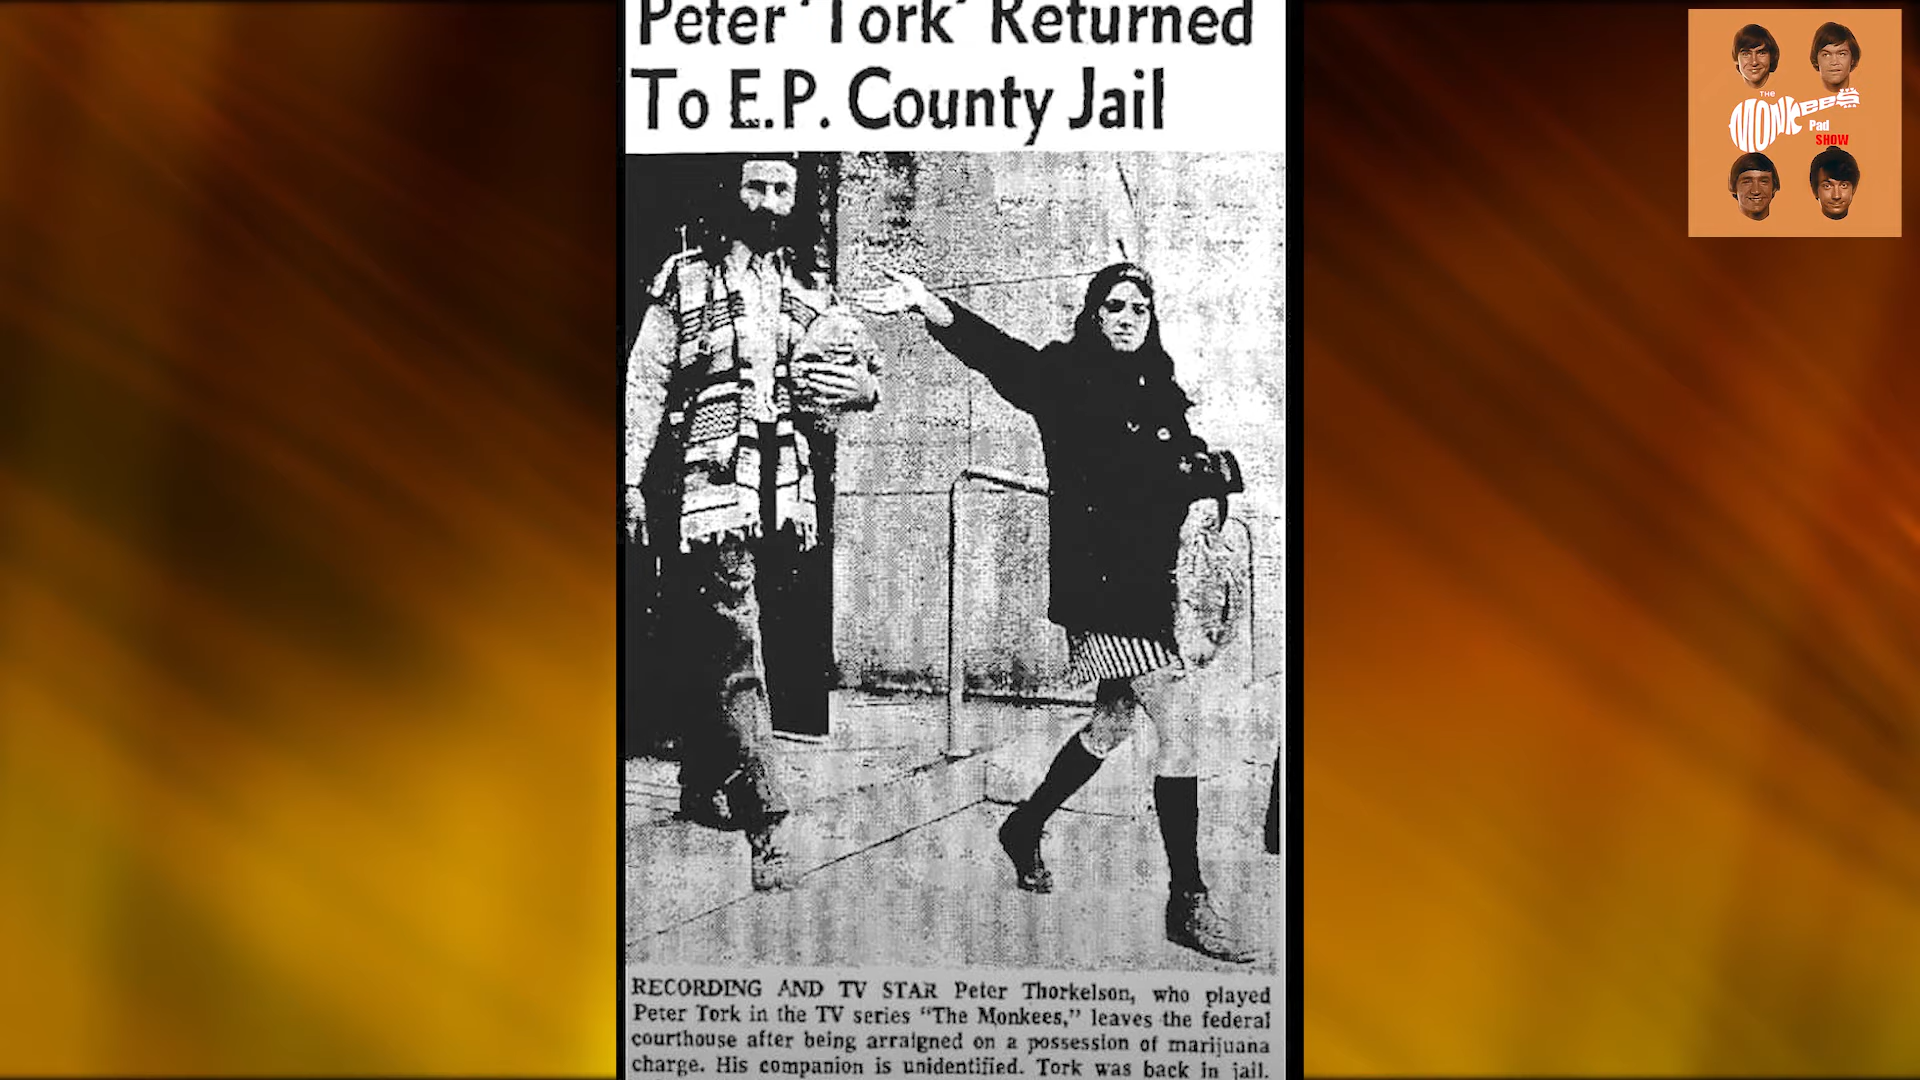 Peter 'Tork' Returned
To E.P. County Jail
THE
MONKEES
Pad
SHOW
RECORDING AND TV STAR Peter Thorkelson, who played
Peter Tork in the TV series "The Monkees," leaves the federal
courthouse after being arraigned on a possession of marijuana
charge. His companion is unidentified. Tork was back in jail.